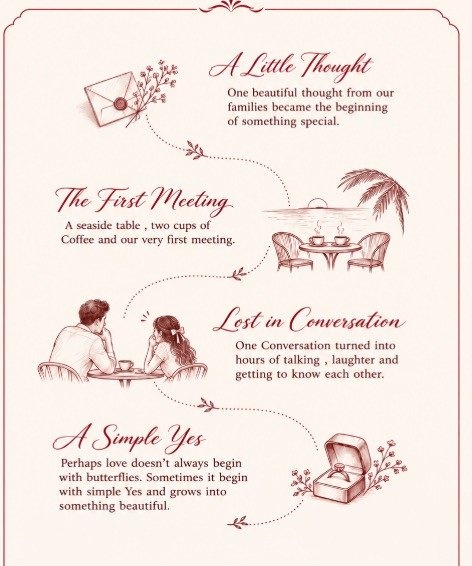 A Little Thought
One beautiful thought from our
families became the beginning
of something special.
The First Meeting
A seaside table , two cups of
Coffee and our very first meeting.
Lost in Conversation
One Conversation turned into
hours of talking , laughter and
getting to know each other.
A Simple Yes
Perhaps love doesn't always begin
with butterflies. Sometimes it begin
with simple Yes and grows into
something beautiful.